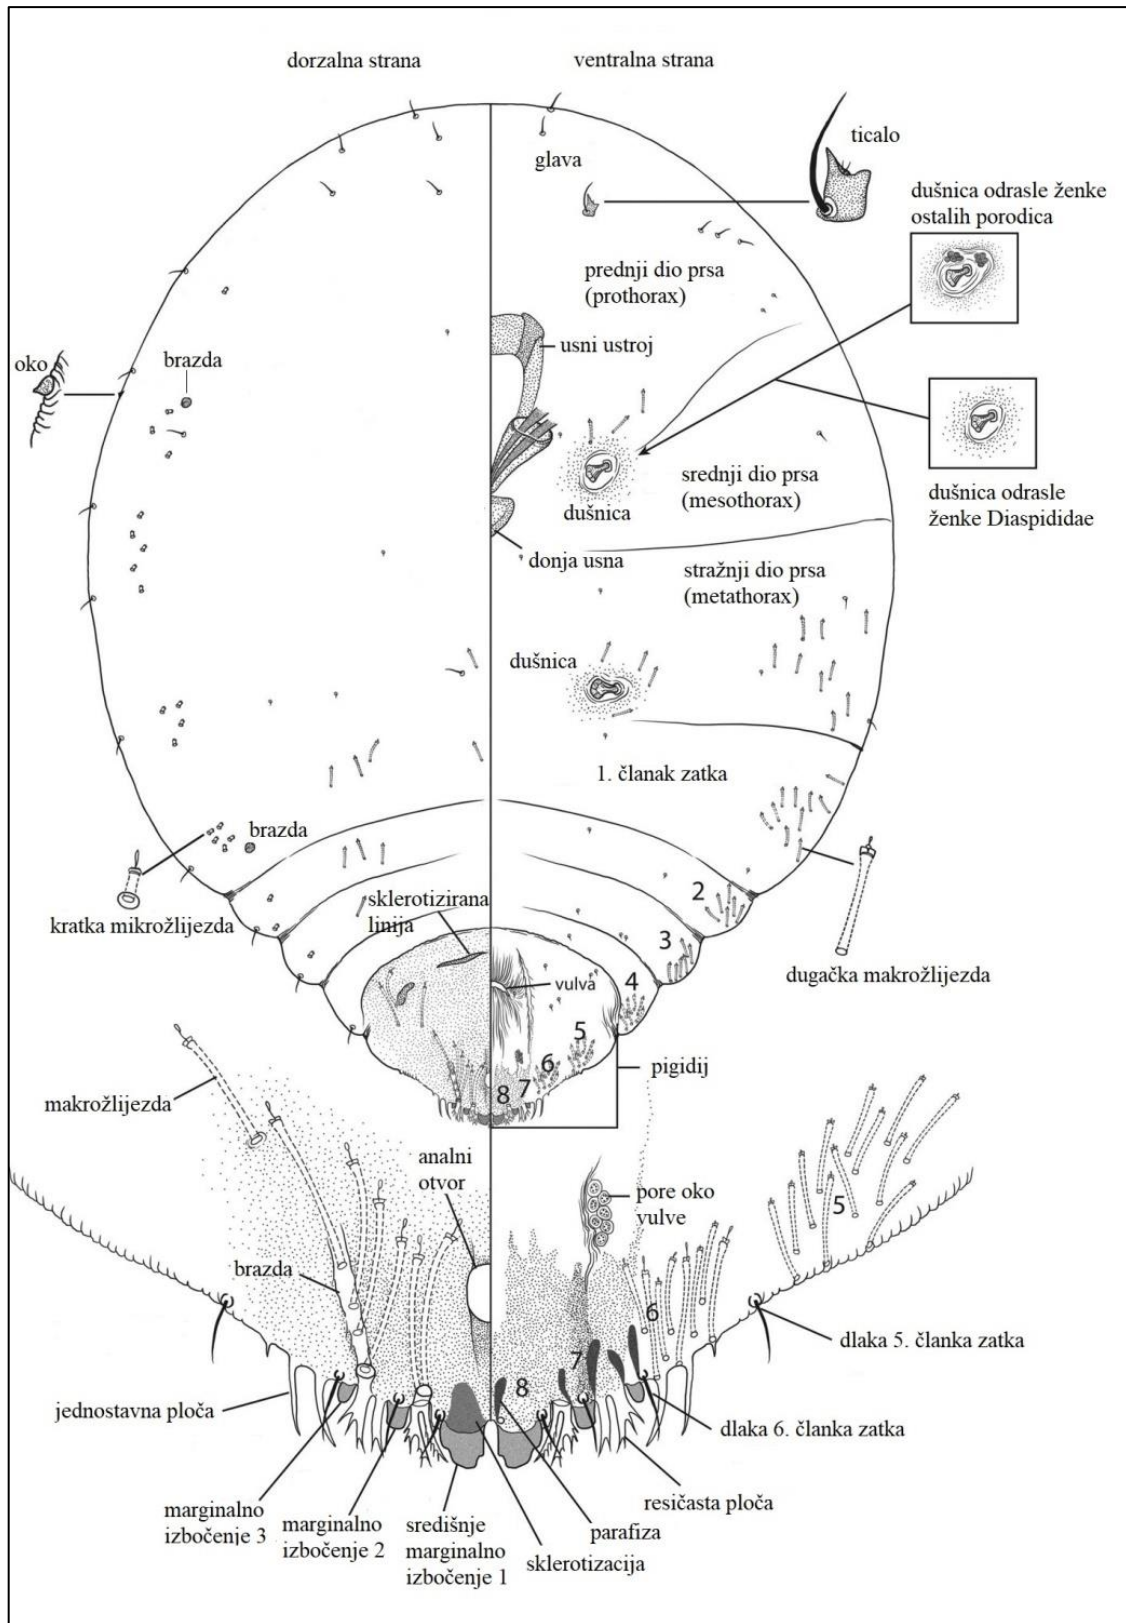 dorzalna strana
ventralna strana
glava
ticalo
dušnica odrasle ženke
ostalih porodica
prednji dio prsa
(prothorax)
usni ustroj
oko
brazda
srednji dio prsa
(mesothorax)
dušnica
dušnica odrasle
ženke Diaspididae
donja usna
stražnji dio prsa
(metathorax)
dušnica
1. članak zatka
brazda
kratka mikrožlijezda
sklerotizirana
linija
2
3
dugačka makrožlijezda
vulva
4
5
6
7
8
pigidij
makrožlijezda
analni
otvor
pore oko
vulve
5
brazda
6
dlaka 5. članka zatka
7
8
jednostavna ploča
dlaka 6. članka zatka
resičasta ploča
marginalno
izbočenje 3
marginalno
izbočenje 2
središnje
marginalno
izbočenje 1
parafiza
sklerotizacija